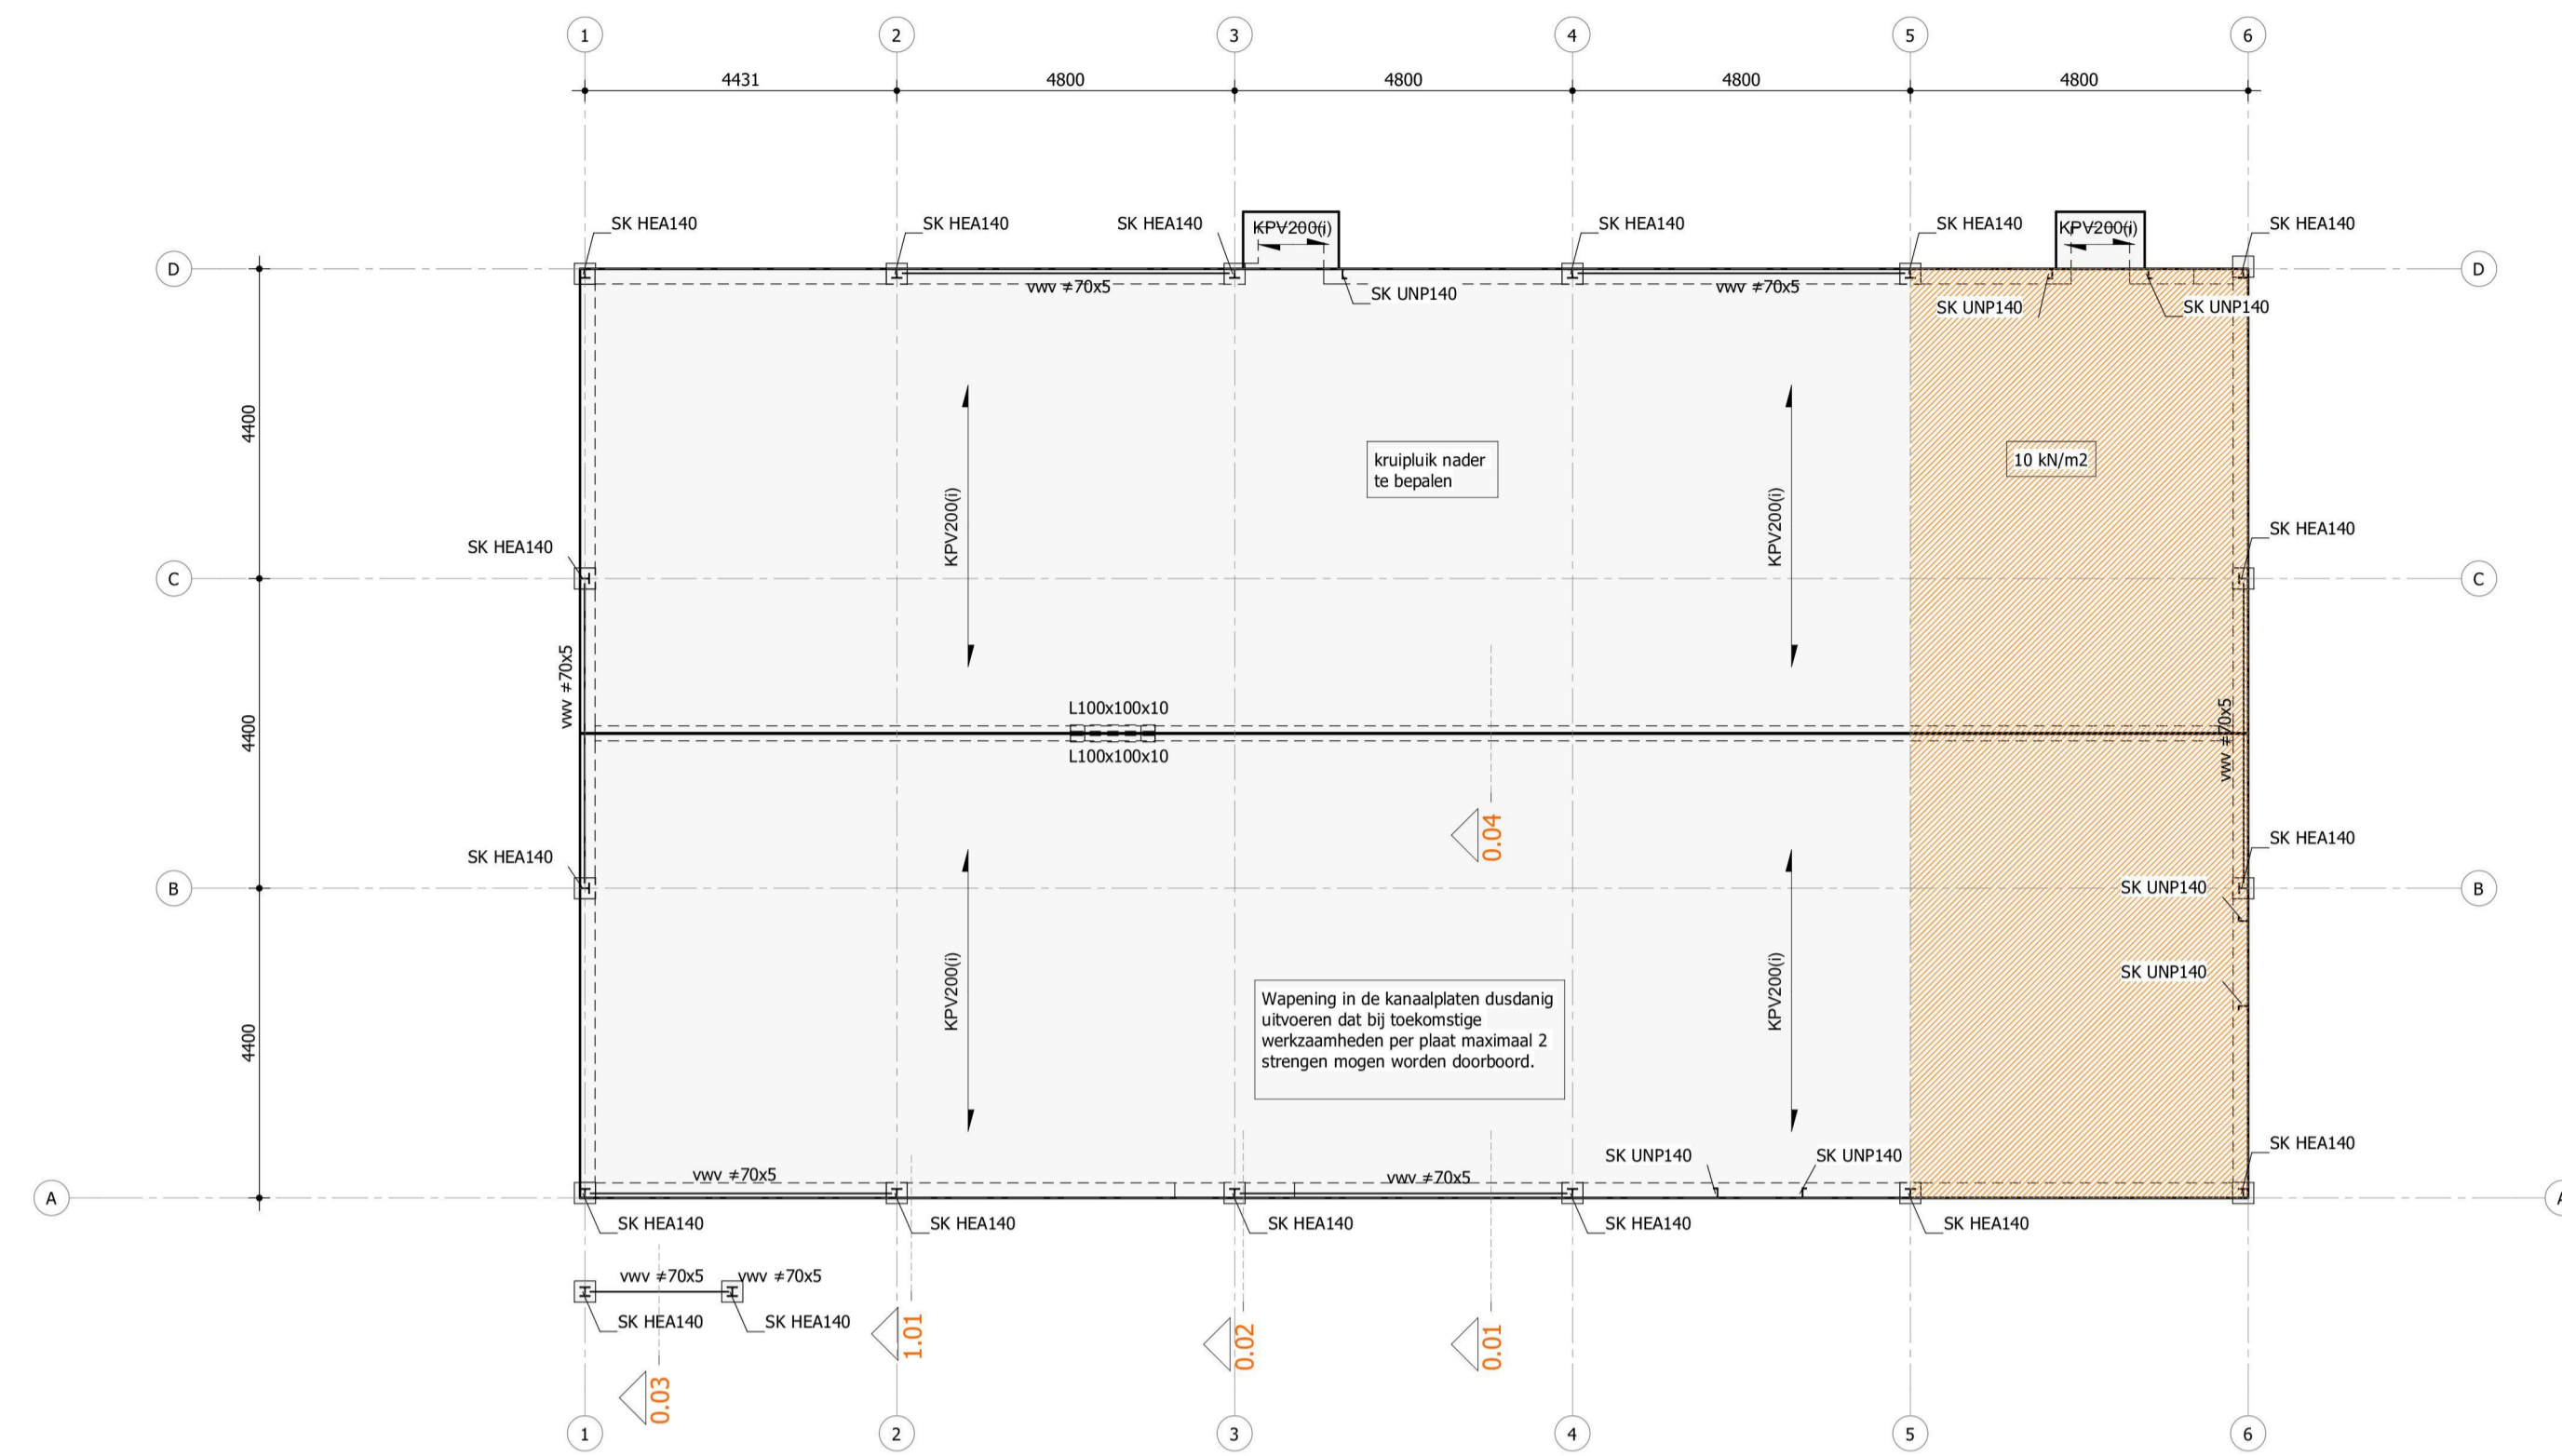 1 2 3 4 5 6
4431 4800 4800 4800 4800
SK HEA140 SK HEA140 SK HEA140 KPV200(i) SK HEA140 SK HEA140 KPV200(i) SK HEA140
D D
vwv ≠70x5 SK UNP140 vwv ≠70x5 SK UNP140 SK UNP140
4400
kruipluik nader
te bepalen
10 kN/m2
KPV200(i) KPV200(i)
SK HEA140 SK HEA140
C C
vwv ≠70x5
4400
L100x100x10
L100x100x10
vwv ≠70x5
0.04
SK HEA140 SK HEA140
B SK UNP140 B
SK UNP140
KPV200(i) KPV200(i)
4400
Wapening in de kanaalplaten dusdanig
uitvoeren dat bij toekomstige
werkzaamheden per plaat maximaal 2
strengen mogen worden doorboord.
vwv ≠70x5 vwv ≠70x5 SK UNP140 SK UNP140 SK HEA140
A A
SK HEA140 SK HEA140 SK HEA140 SK HEA140 SK HEA140
vwv ≠70x5 vwv ≠70x5
SK HEA140 SK HEA140
1.01 0.02 0.01
0.03
1 2 3 4 5 6